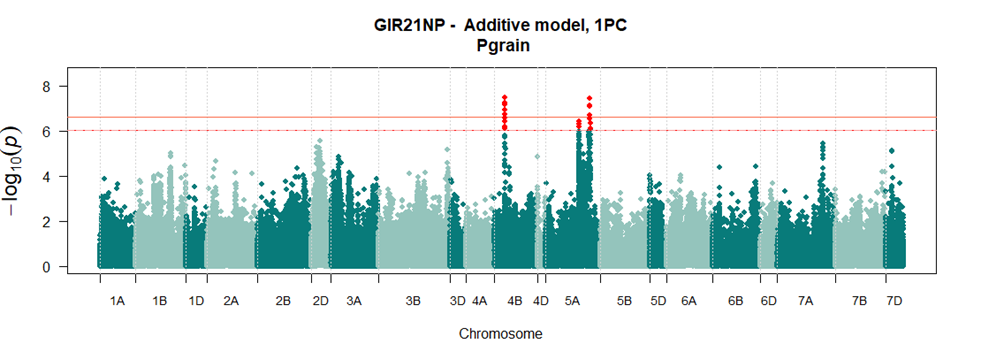 GIR21NP - Additive model, 1PC
Pgrain
8
6
4
2
0
−log10(p)
1A 1B 1D 2A 2B 2D 3A 3B 3D 4A 4B 4D 5A 5B 5D 6A 6B 6D 7A 7B 7D
Chromosome